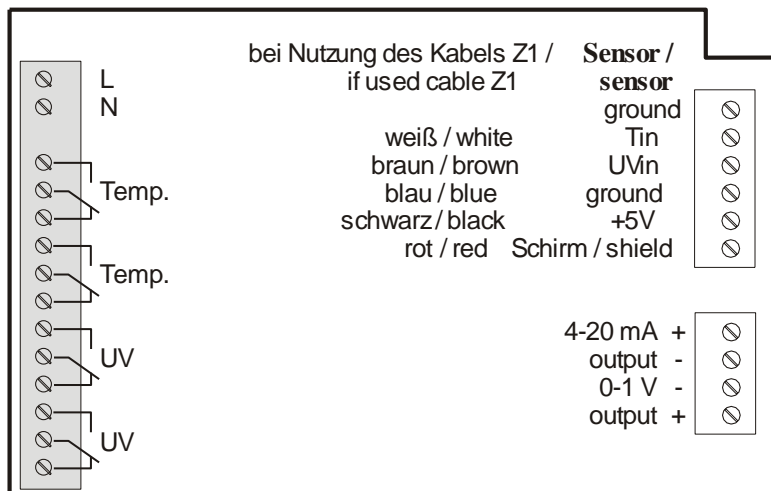 bei Nutzung des Kabels Z1 / Sensor /
if used cable Z1 sensor
L
N
Temp.
Temp.
UV
UV
ground
weiß / white Tin
braun / brown UVin
blau / blue ground
schwarz / black +5V
rot / red Schirm / shield
4-20 mA +
output -
0-1 V -
output +